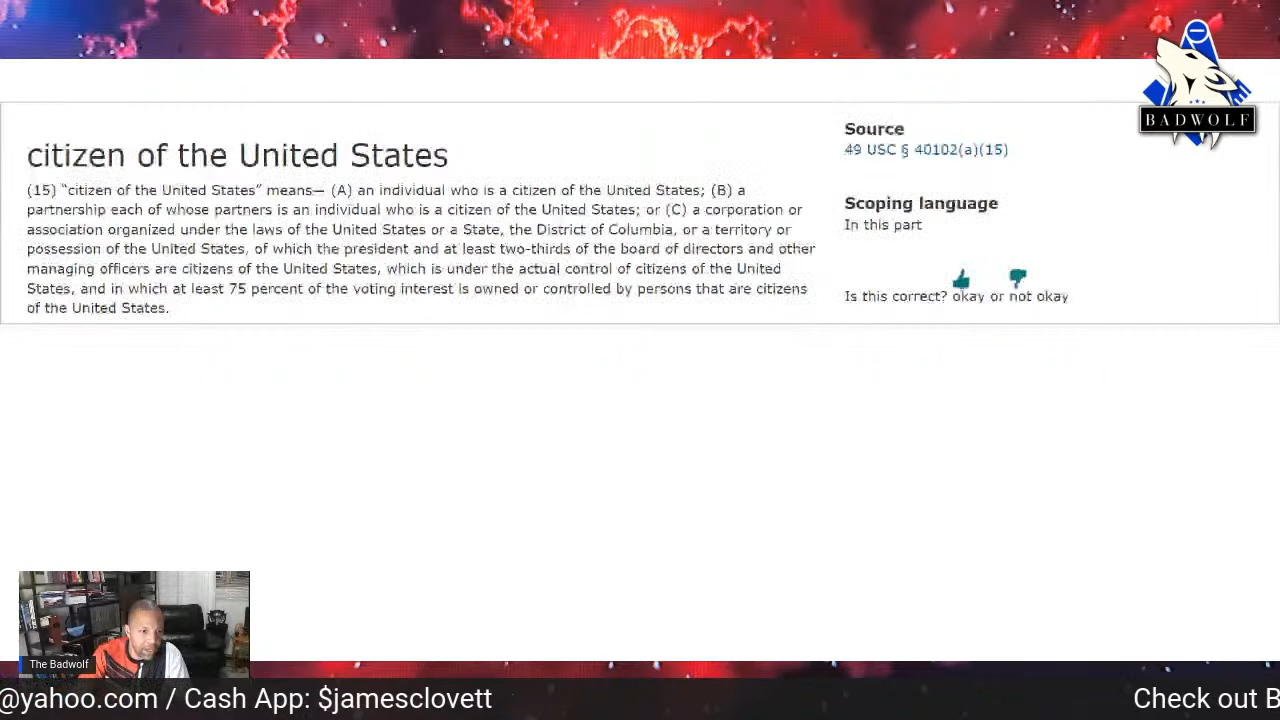 BADWOLF
citizen of the United States
(15) “citizen of the United States” means— (A) an individual who is a citizen of the United States; (B) a
partnership each of whose partners is an individual who is a citizen of the United States; or (C) a corporation or
association organized under the laws of the United States or a State, the District of Columbia, or a territory or
possession of the United States, of which the president and at least two-thirds of the board of directors and other
managing officers are citizens of the United States, which is under the actual control of citizens of the United
States, and in which at least 75 percent of the voting interest is owned or controlled by persons that are citizens
of the United States.
Source
49 USC § 40102(a)(15)
Scoping language
In this part
Is this correct? okay or not okay
The Badwolf
@yahoo.com / Cash App: $jamesclovett
Check out B